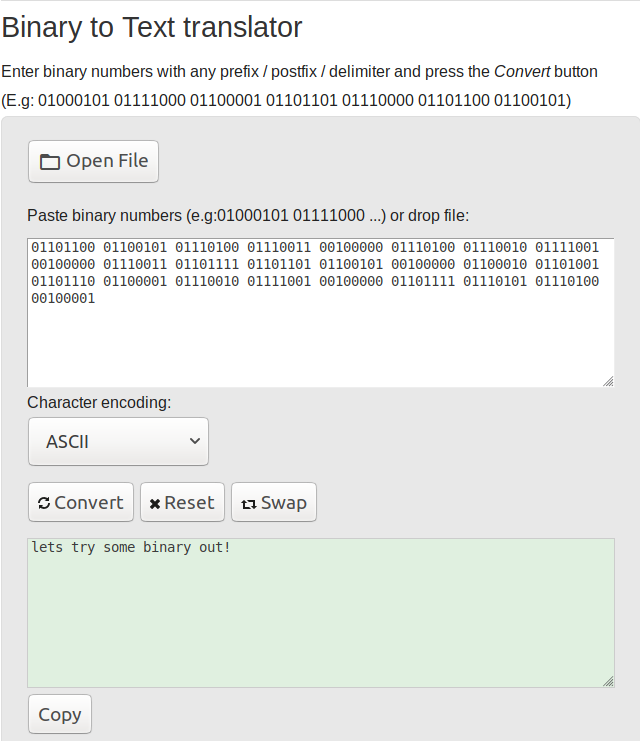 Binary to Text translator
Enter binary numbers with any prefix / postfix / delimiter and press the Convert button
(E.g: 01000101 01111000 01100001 01101101 01110000 01101100 01100101)
Open File
Paste binary numbers (e.g:01000101 01111000 ...) or drop file:
01101100 01100101 01110100 01110011 00100000 01110100 01110010 01111001
00100000 01110011 01101111 01101101 01100101 00100000 01100010 01101001
01101110 01100001 01110010 01111001 00100000 01101111 01110101 01110100
00100001
Character encoding:
ASCII
Convert Reset Swap
lets try some binary out!
Copy